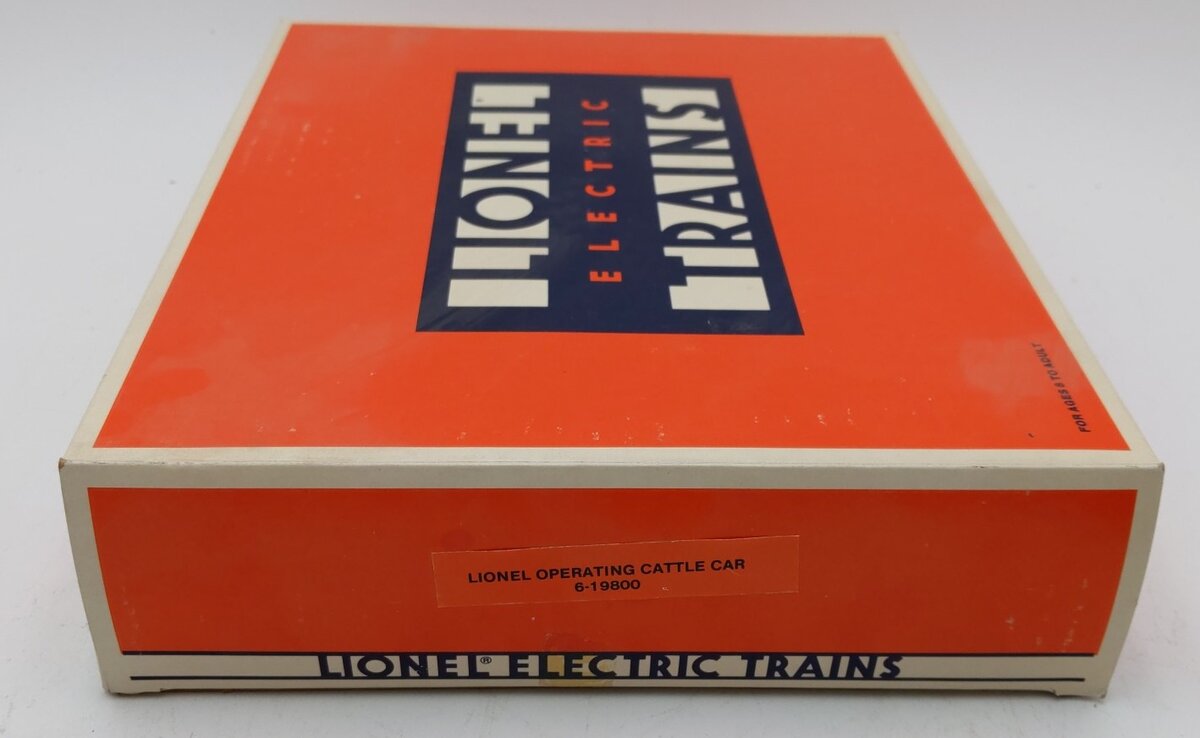 LIONEL®
ELECTRIC
TRAINS
FOR AGES 8 TO ADULT
LIONEL OPERATING CATTLE CAR
6-19800
LIONEL® ELECTRIC TRAINS